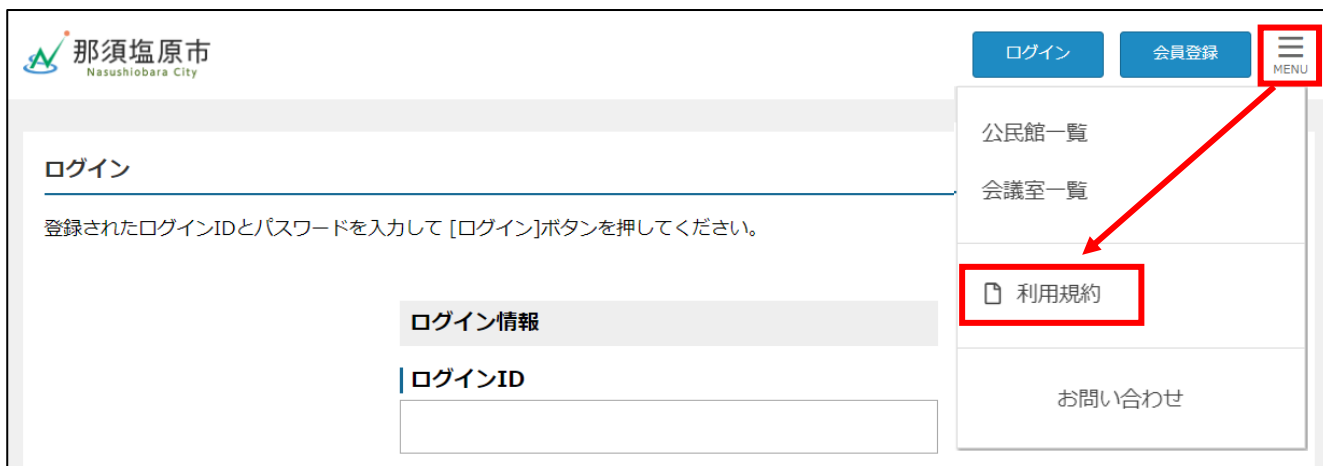 那須塩原市
Nasushiobara City
ログイン
会員登録
MENU
公民館一覧
会議室一覧
利用規約
お問い合わせ
ログイン
登録されたログインIDとパスワードを入力して [ログイン]ボタンを押してください。
ログイン情報
ログインID